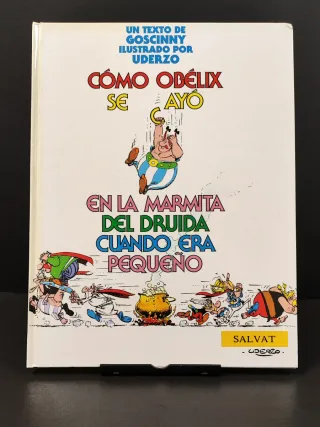 UN TEXTO DE
GOSCINNY
ILUSTRADO POR
UDERZO
CÓMO OBÉLIX
SE CAYÓ
EN LA MARMITA
DEL DRUIDA
CUANDO ERA
PEQUEÑO
SALVAT
·UDERZO·